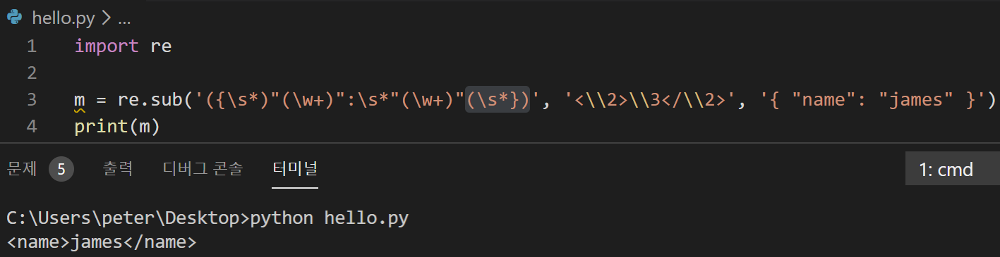 hello.py > ...
1 import re
2
3 m = re.sub('({\s*)"(\w+)":\s*"(\w+)"(\s*})', '<\\2>\\3</\\2>', '{ "name": "james" }')
4 print(m)
문제 5 출력 디버그 콘솔 터미널 1: cmd
C:\Users\peter\Desktop>python hello.py
<name>james</name>